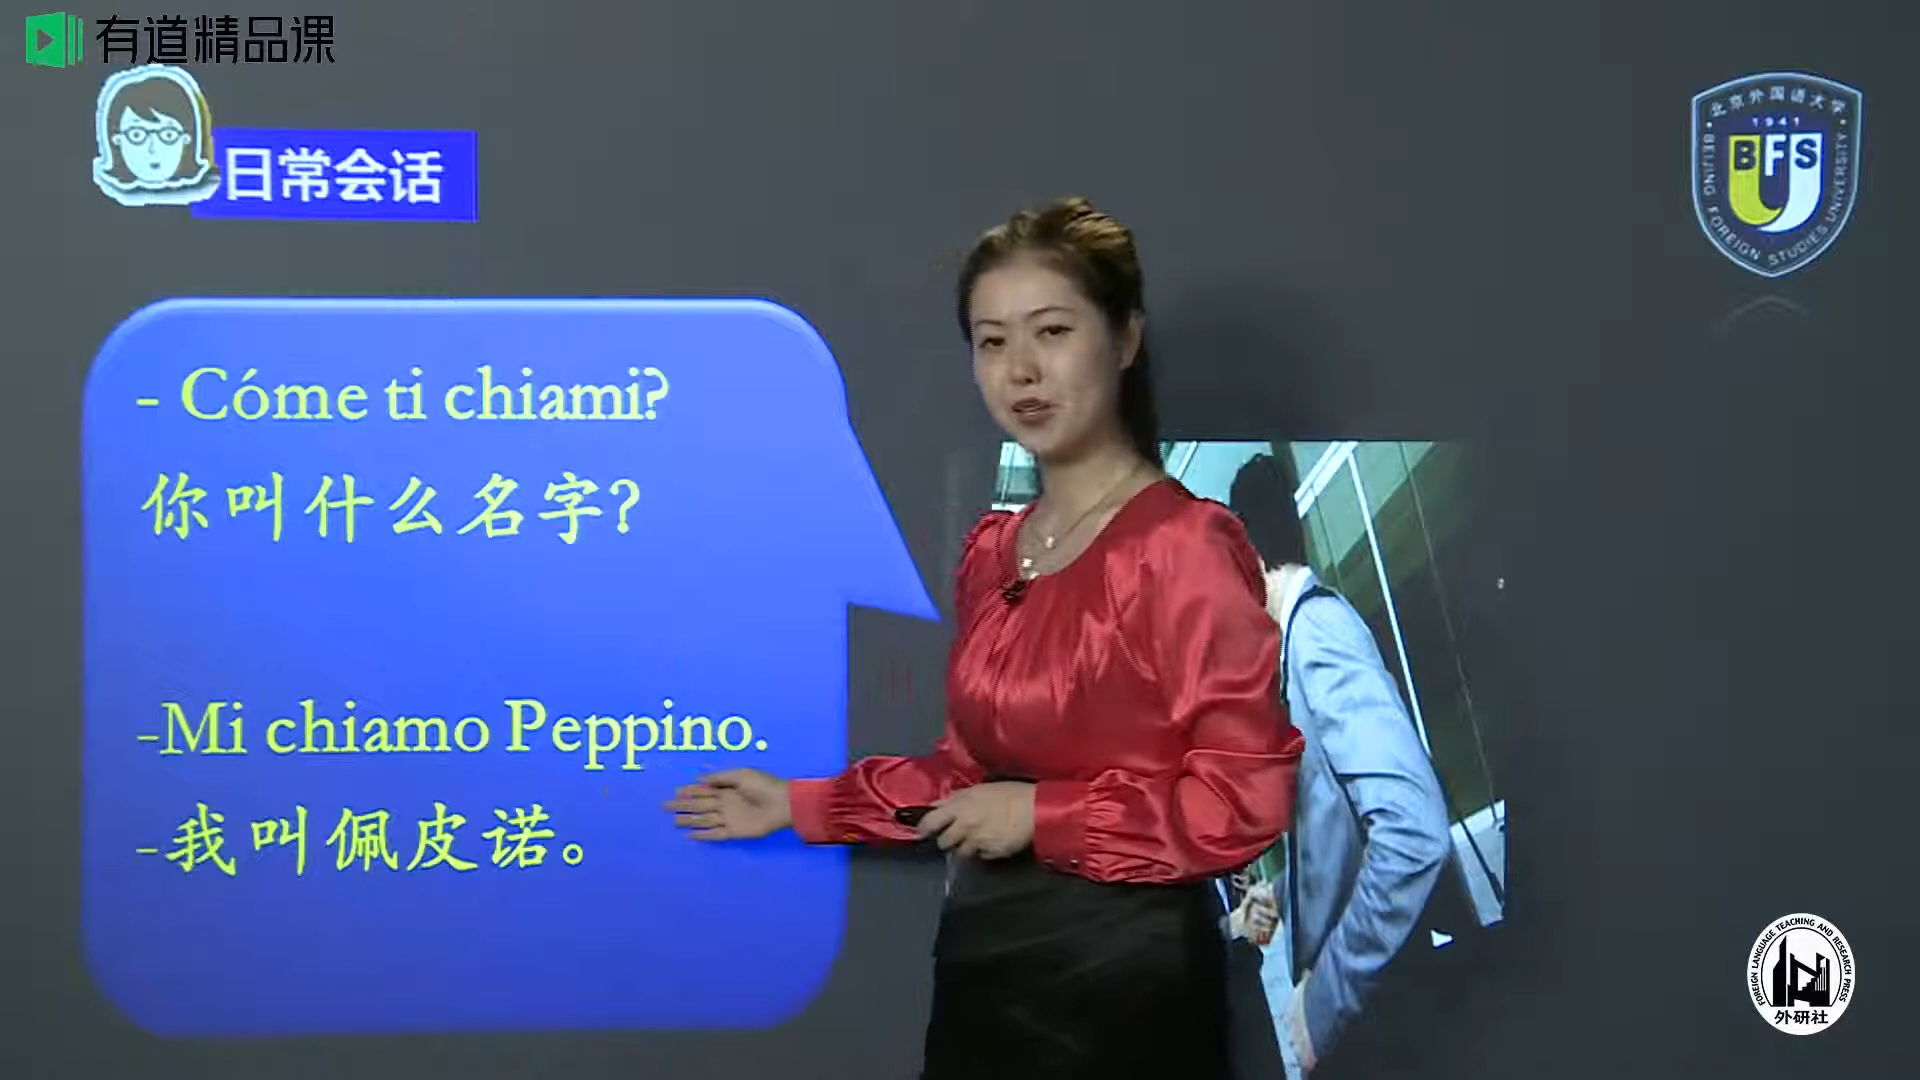 有道精品课
北京外国语大学
1941
BFSU
BEIJING FOREIGN STUDIES UNIVERSITY
日常会话
- Cóme ti chiami?
你叫什么名字?
-Mi chiamo Peppino.
-我叫佩皮诺。
FOREIGN LANGUAGE TEACHING AND RESEARCH PRESS
外研社